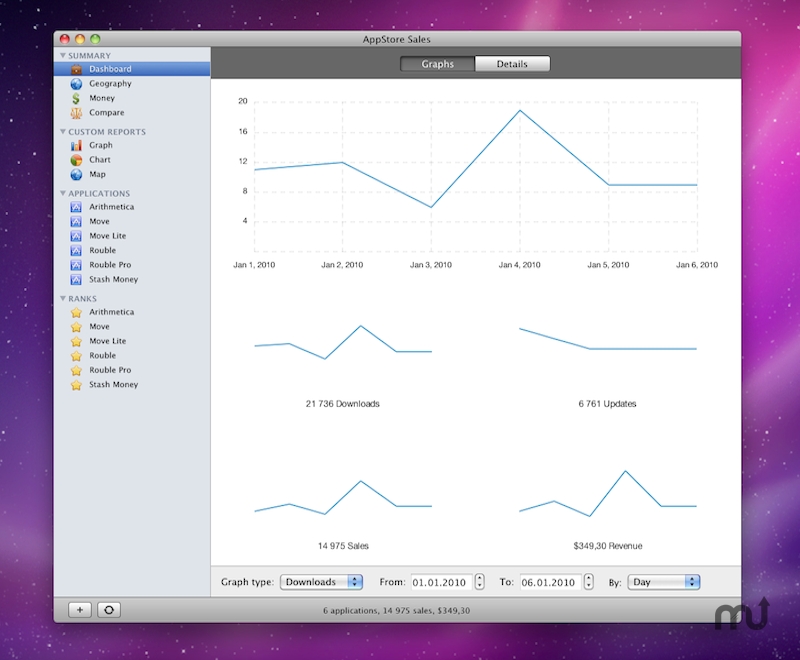 AppStore Sales
Graphs Details
SUMMARY
Dashboard
Geography
Money
Compare
CUSTOM REPORTS
Graph
Chart
Map
APPLICATIONS
Arithmetica
Move
Move Lite
Rouble
Rouble Pro
Stash Money
RANKS
Arithmetica
Move
Move Lite
Rouble
Rouble Pro
Stash Money
20
16
12
8
4
Jan 1, 2010 Jan 2, 2010 Jan 3, 2010 Jan 4, 2010 Jan 5, 2010 Jan 6, 2010
21 736 Downloads
6 761 Updates
14 975 Sales
$349,30 Revenue
Graph type: Downloads From: 01.01.2010 To: 06.01.2010 By: Day
6 applications, 14 975 sales, $349,30
mu